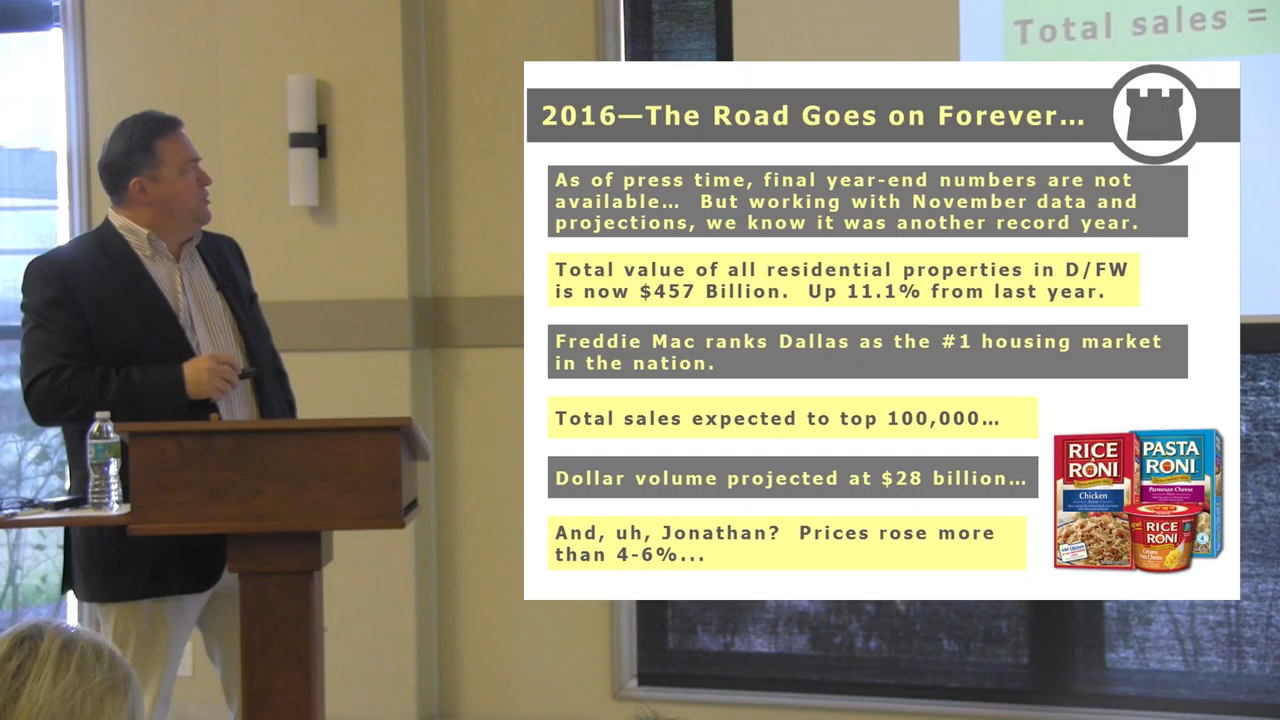 Total sales =
2016—The Road Goes on Forever…
As of press time, final year-end numbers are not
available… But working with November data and
projections, we know it was another record year.
Total value of all residential properties in D/FW
is now $457 Billion. Up 11.1% from last year.
Freddie Mac ranks Dallas as the #1 housing market
in the nation.
Total sales expected to top 100,000…
Dollar volume projected at $28 billion…
And, uh, Jonathan? Prices rose more
than 4-6%...
RICE
A
RONI
Chicken
PASTA
RONI
Parmesan Cheese
RICE
RONI